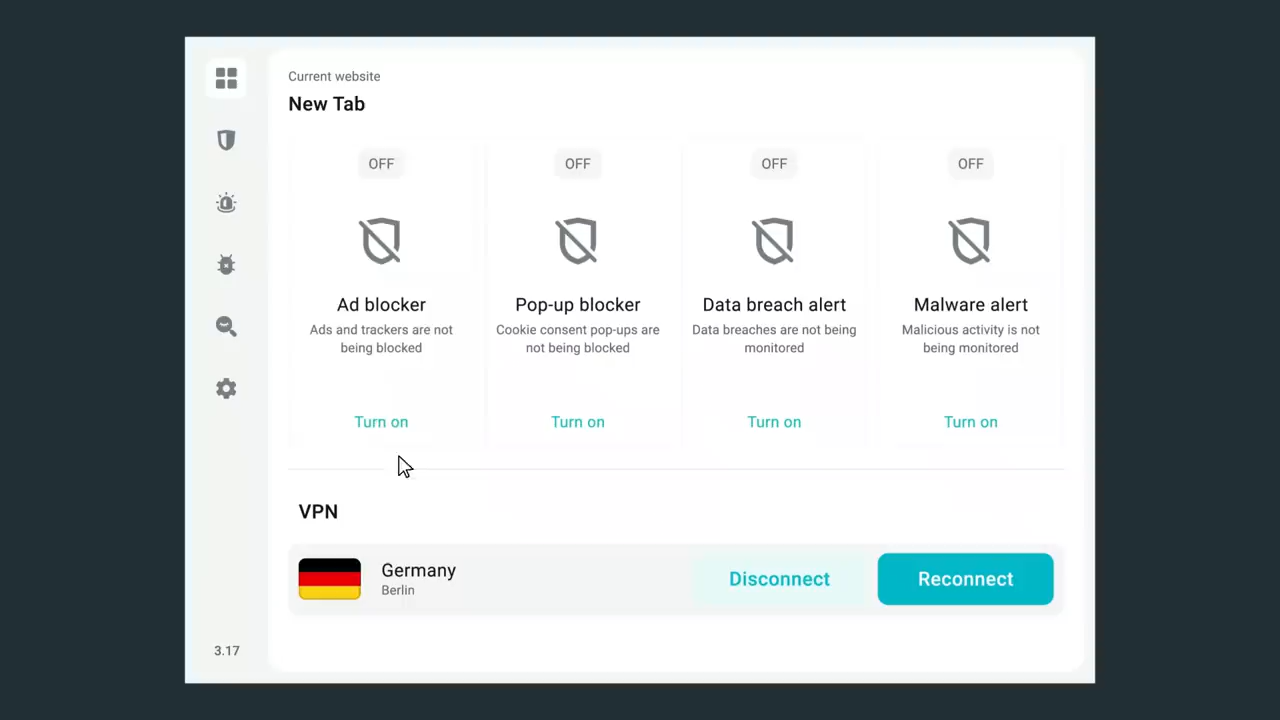 Current website
New Tab
OFF
OFF
OFF
OFF
Ad blocker
Ads and trackers are not
being blocked
Turn on
Pop-up blocker
Cookie consent pop-ups are
not being blocked
Turn on
Data breach alert
Data breaches are not being
monitored
Turn on
Malware alert
Malicious activity is not
being monitored
Turn on
VPN
Germany
Berlin
Disconnect
Reconnect
3.17